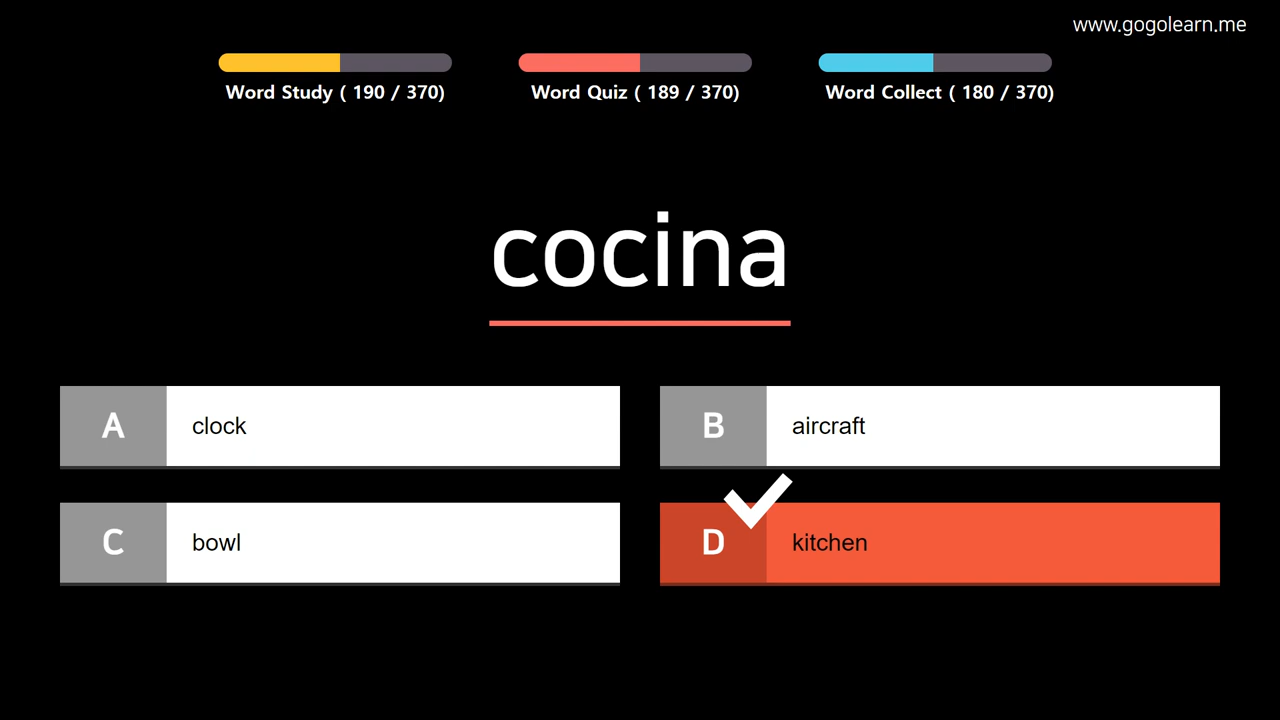 www.gogolearn.me
Word Study ( 190 / 370)
Word Quiz ( 189 / 370)
Word Collect ( 180 / 370)
cocina
A clock
B aircraft
C bowl
D kitchen